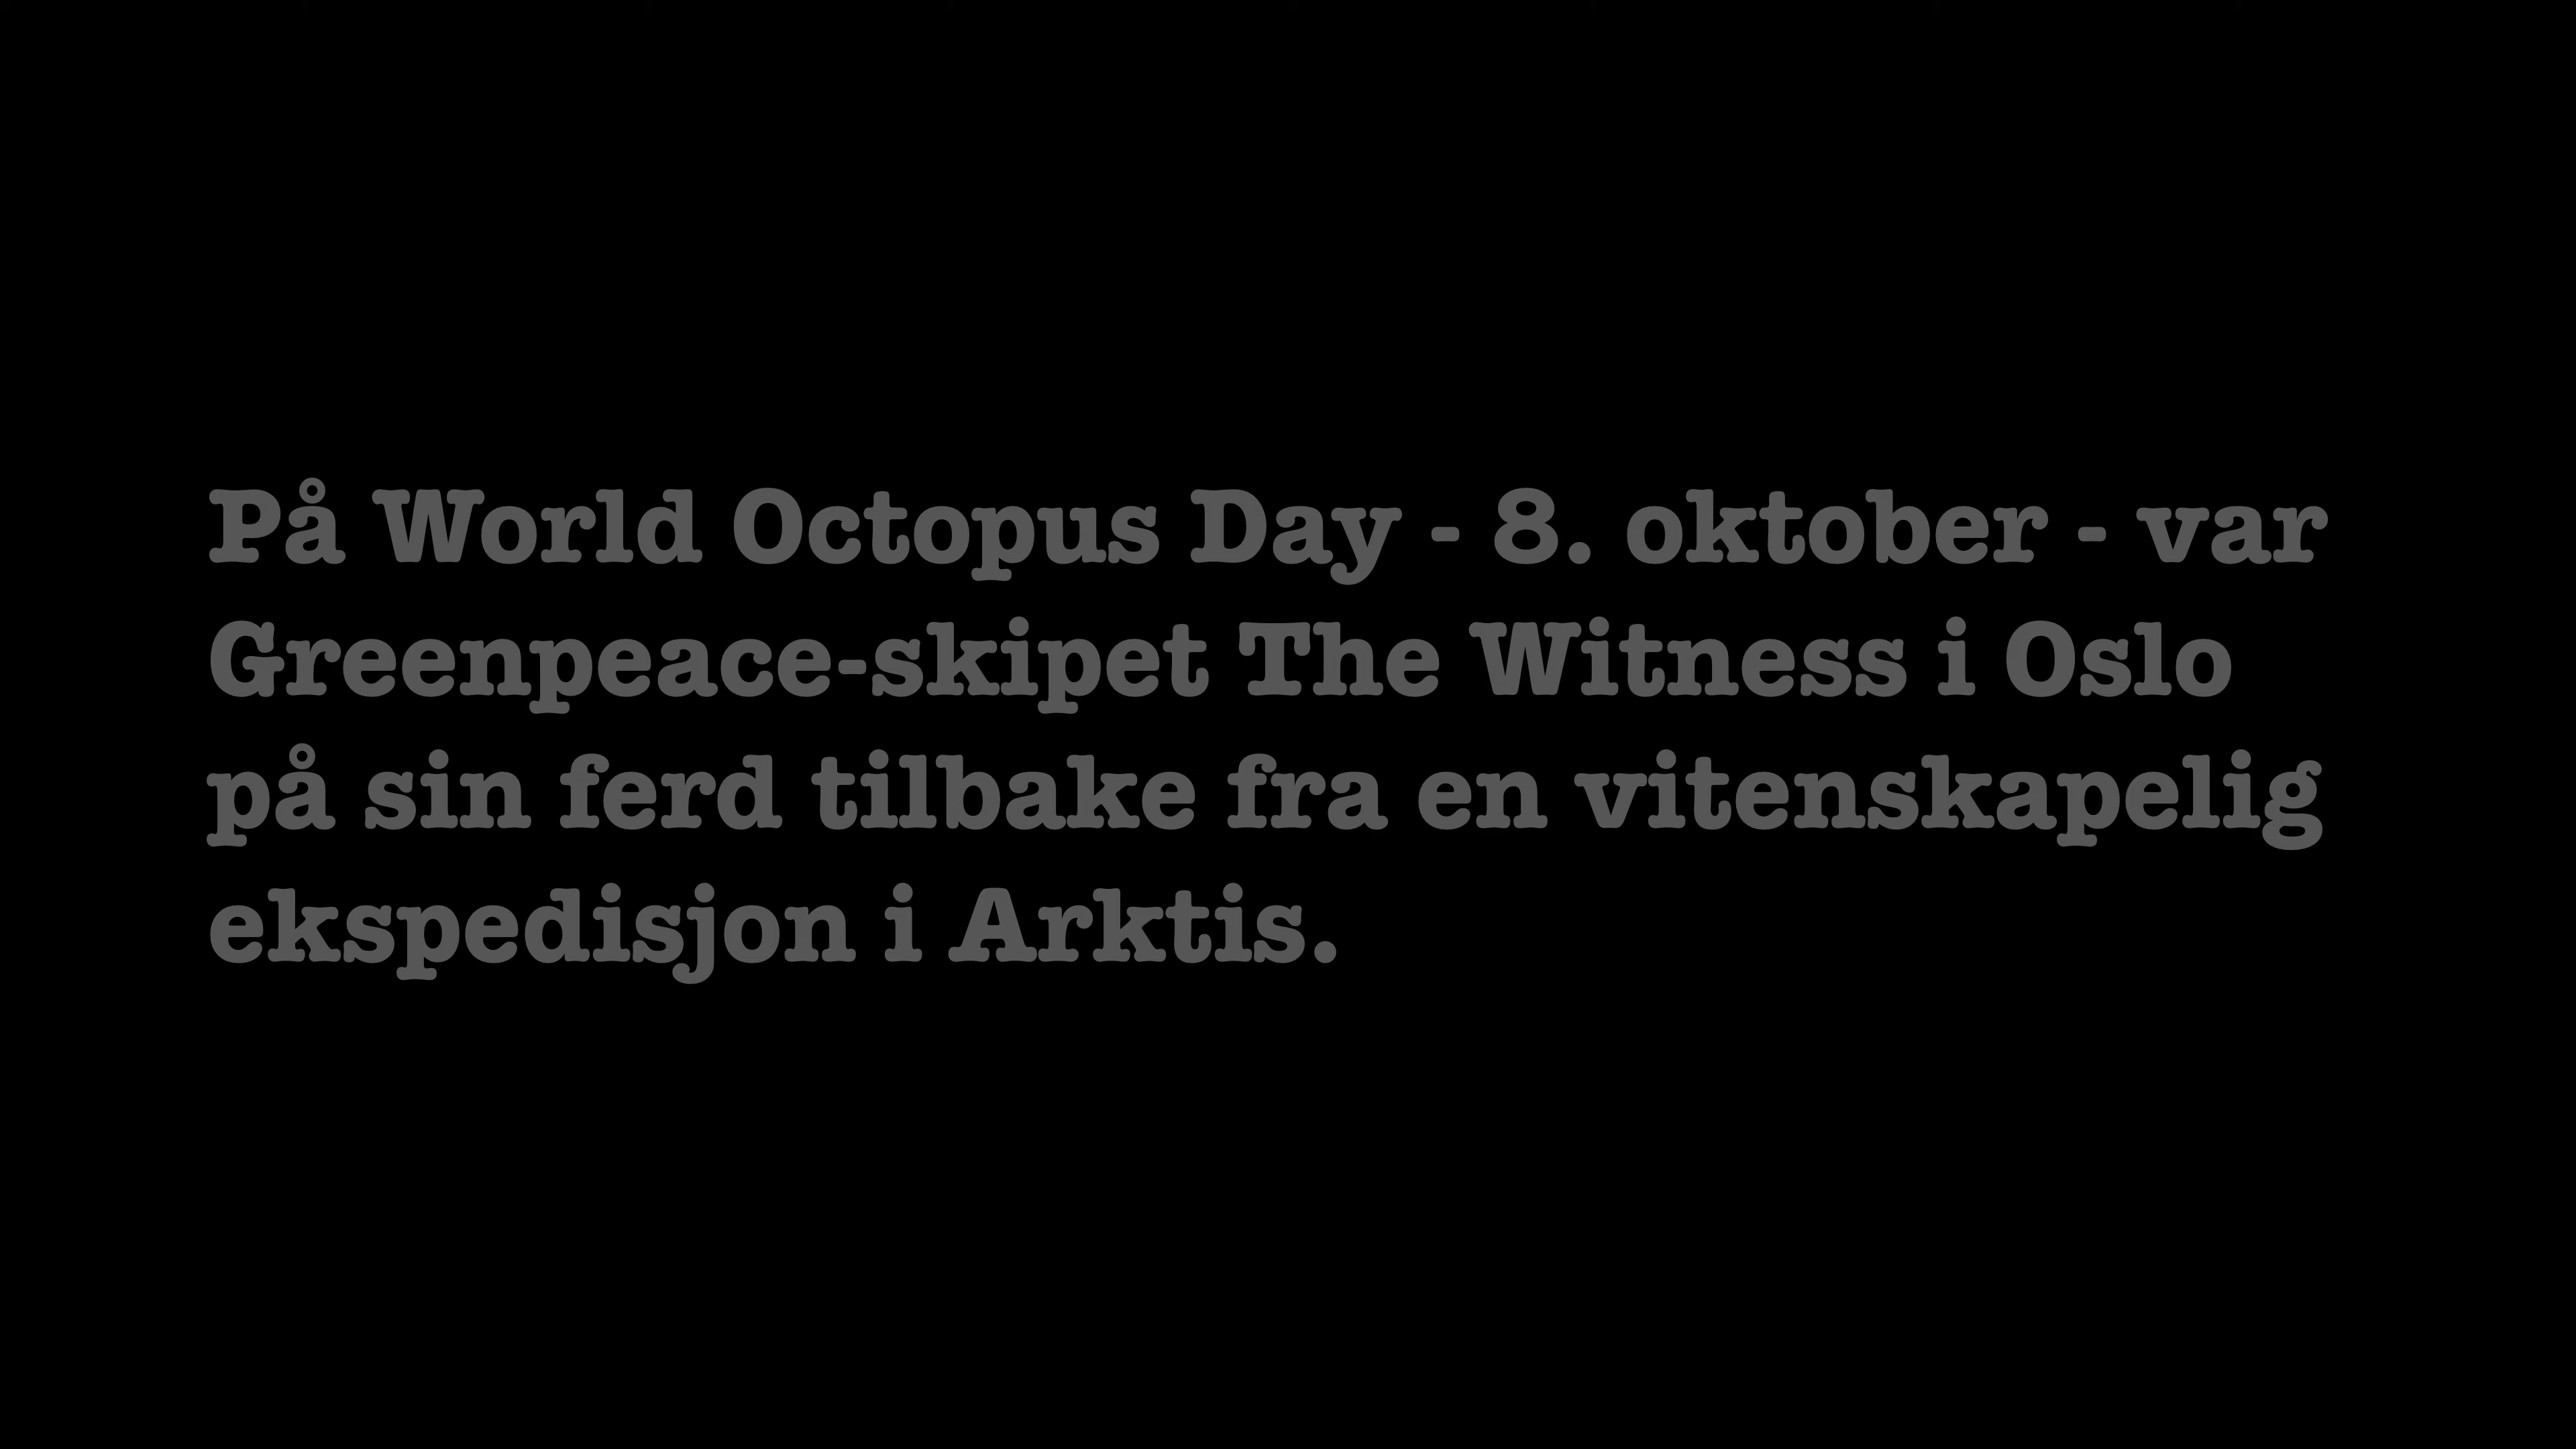 På World Octopus Day - 8. oktober - var
Greenpeace-skipet The Witness i Oslo
på sin ferd tilbake fra en vitenskapelig
ekspedisjon i Arktis.